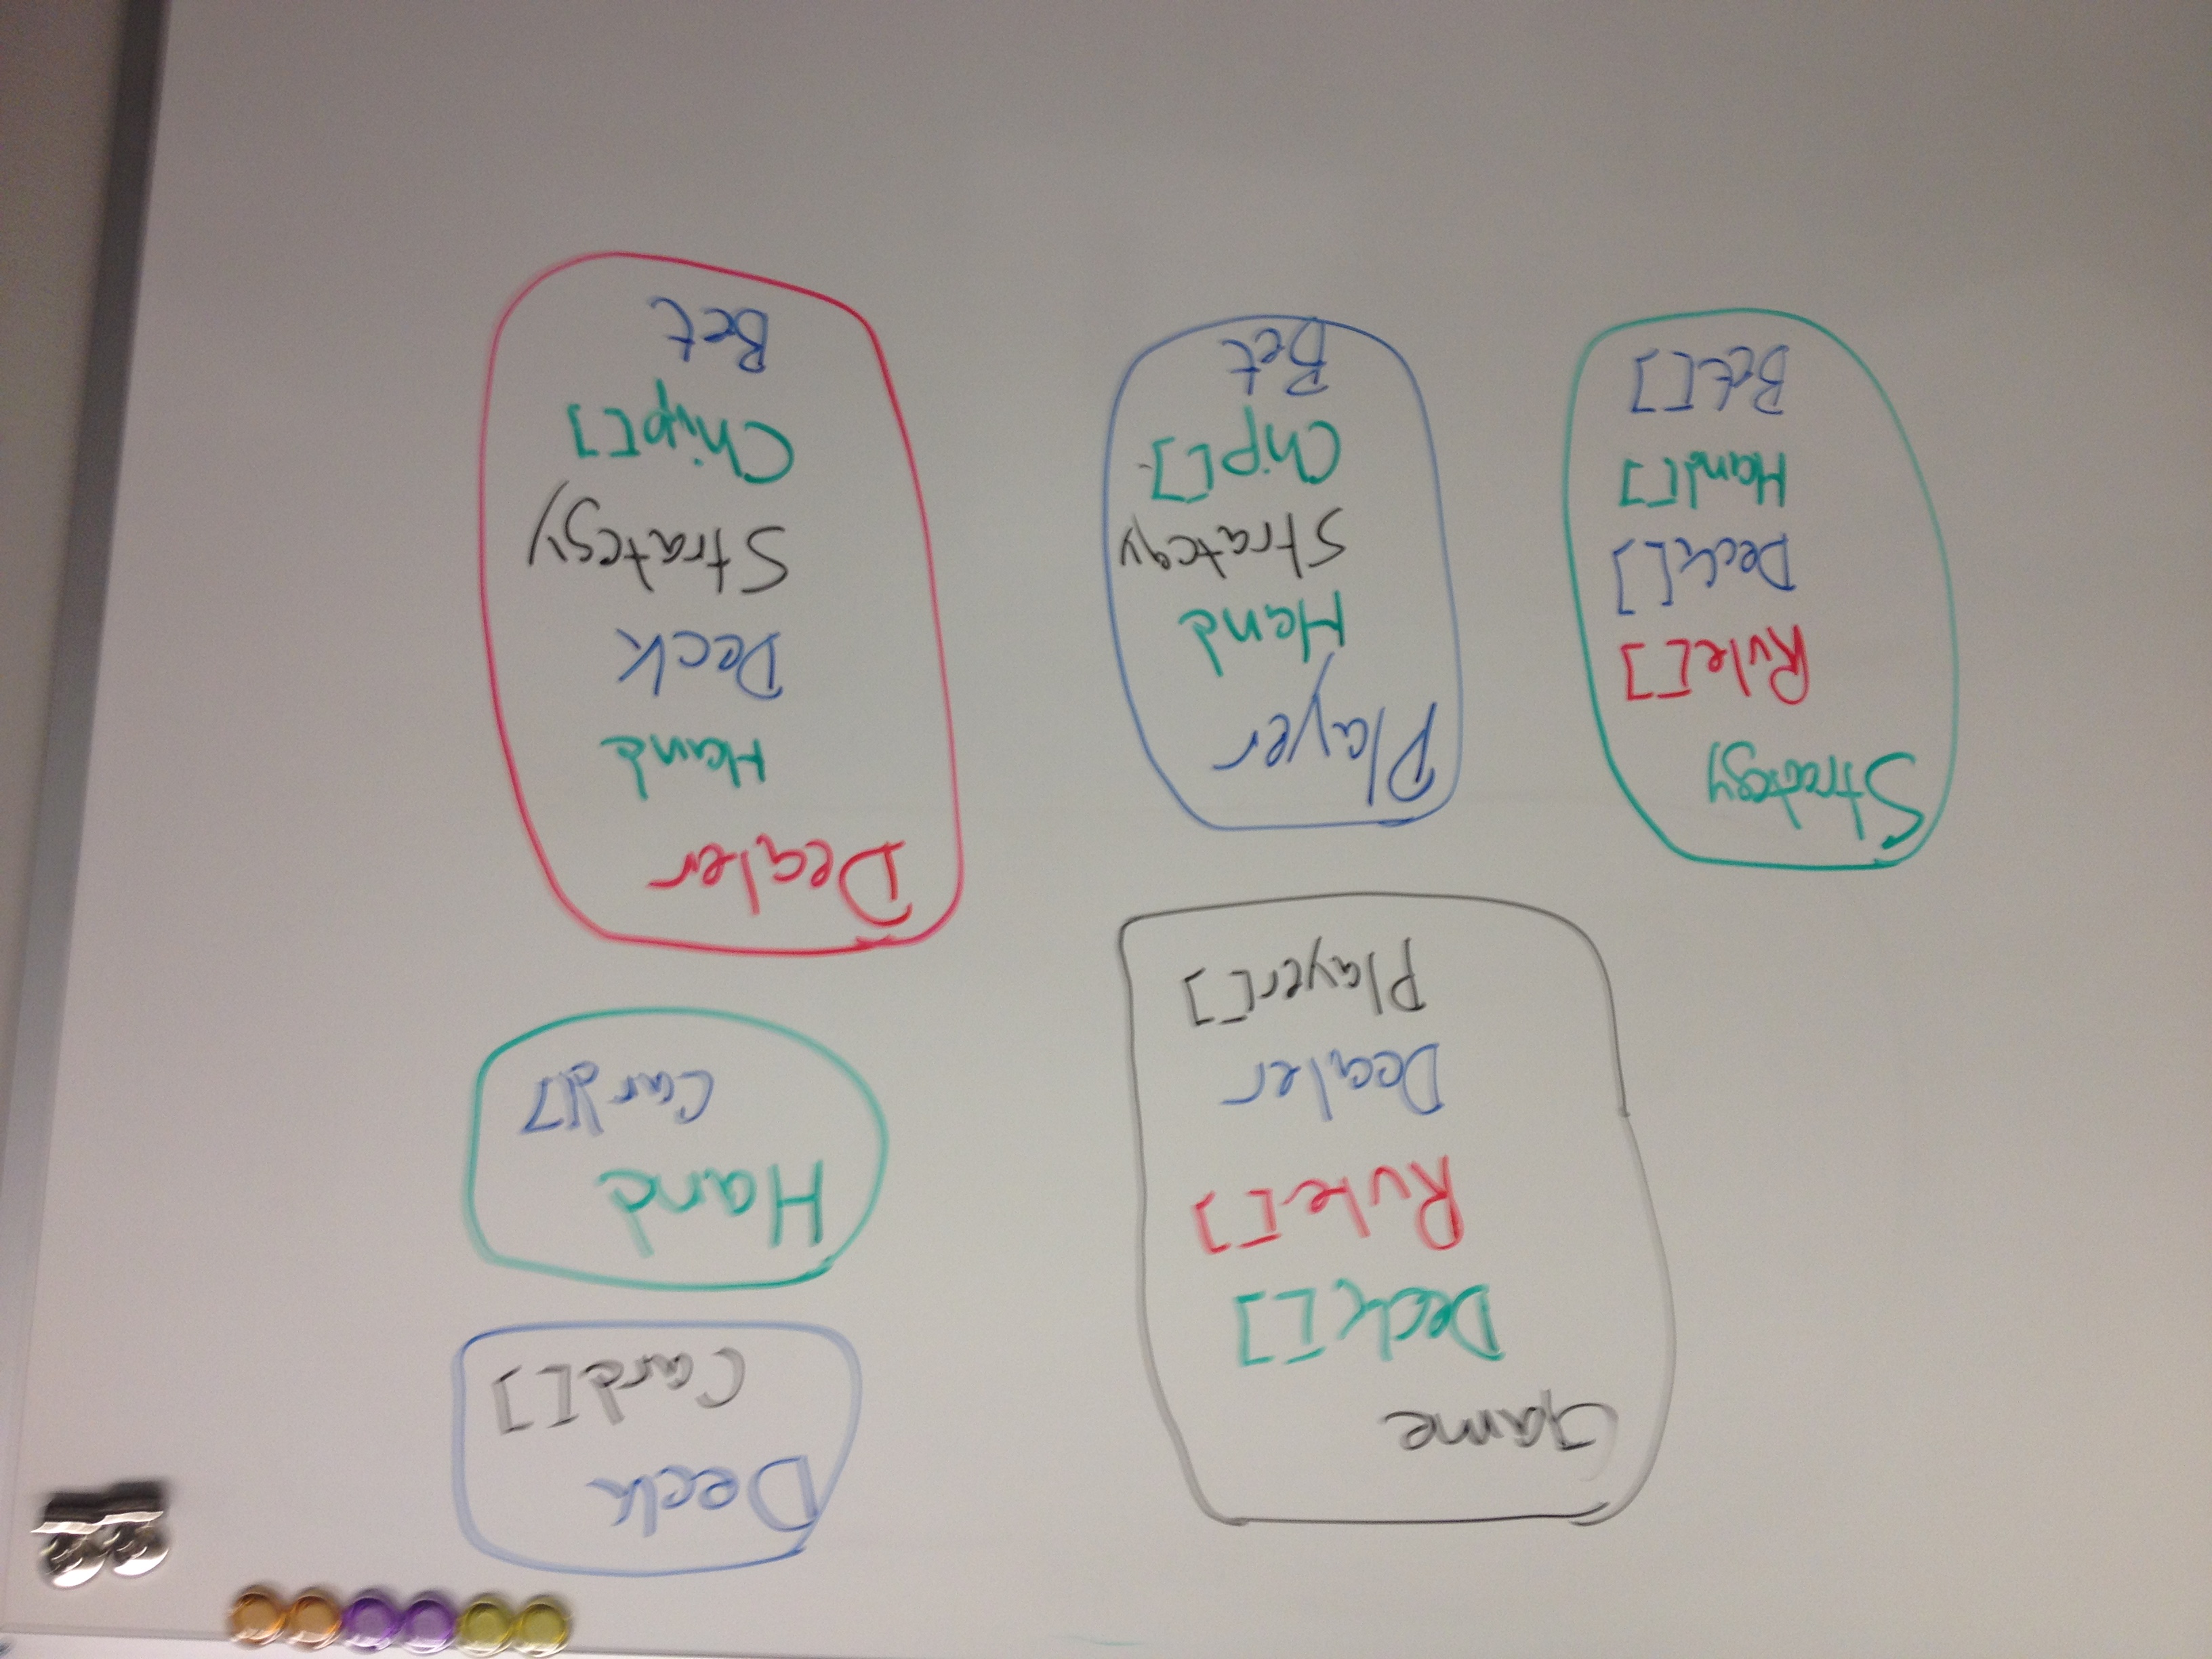 Game
Deck[]
Rule[]
Dealer
Player[]
Deck
Card[]
Hand
Card[]
Strategy
Rule[]
Deck[]
Hand[]
Bet[]
Player
Hand
Strategy
Chip[]
Bet
Dealer
Hand
Deck
Strategy
Chip[]
Bet